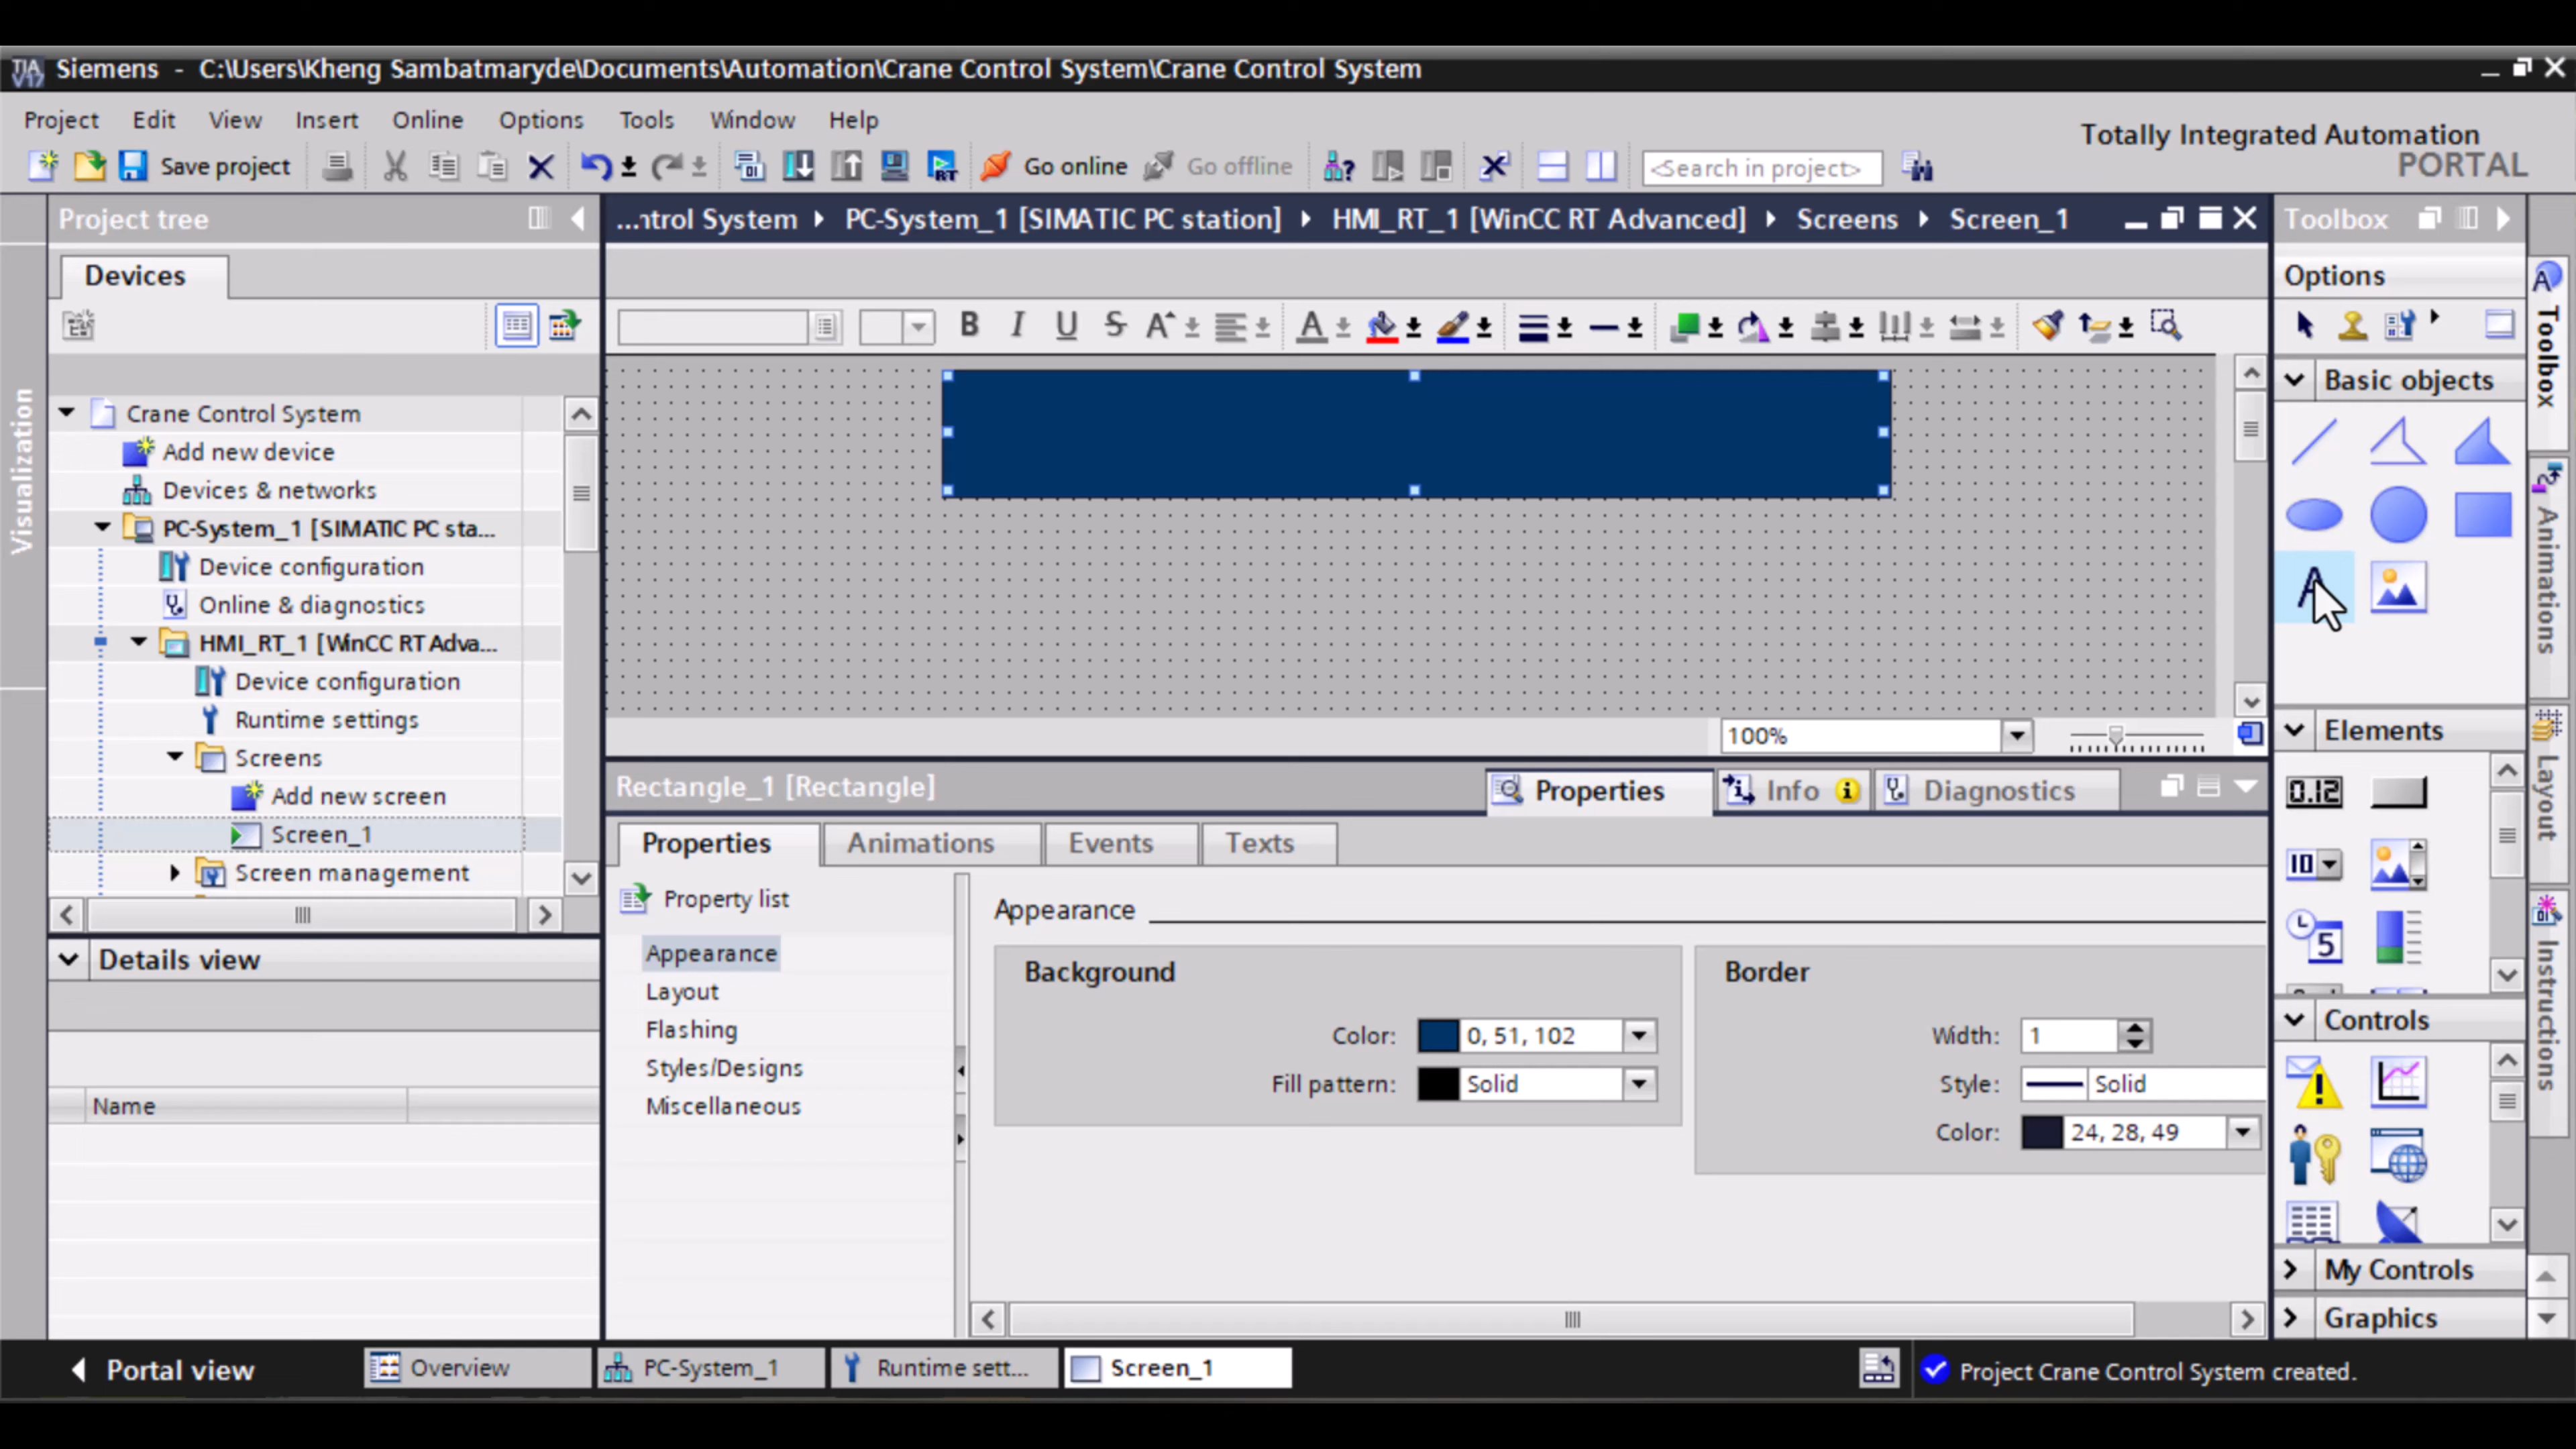 TIA
V17
Siemens - C:\Users\Kheng Sambatmaryde\Documents\Automation\Crane Control System\Crane Control System
Project Edit View Insert Online Options Tools Window Help
Totally Integrated Automation
PORTAL
Save project
Go online
Go offline
<Search in project>
Project tree
...ntrol System PC-System_1 [SIMATIC PC station] HMI_RT_1 [WinCC RT Advanced] Screens Screen_1
Toolbox
Devices
Options
B I U S A A
Visualization
Crane Control System
Add new device
Devices & networks
PC-System_1 [SIMATIC PC sta...
Device configuration
Online & diagnostics
HMI_RT_1 [WinCC RT Adva...
Device configuration
Runtime settings
Screens
Add new screen
Screen_1
Screen management
Details view
Name
100%
Rectangle_1 [Rectangle]
Properties
Info
Diagnostics
Properties Animations Events Texts
Property list
Appearance
Layout
Flashing
Styles/Designs
Miscellaneous
Appearance
Background
Color: 0, 51, 102
Fill pattern: Solid
Border
Width: 1
Style: Solid
Color: 24, 28, 49
Basic objects
A
Elements
0.12
10
5
Controls
My Controls
Graphics
Toolbox
Animations
Layout
Instructions
Portal view
Overview
PC-System_1
Runtime sett...
Screen_1
Project Crane Control System created.